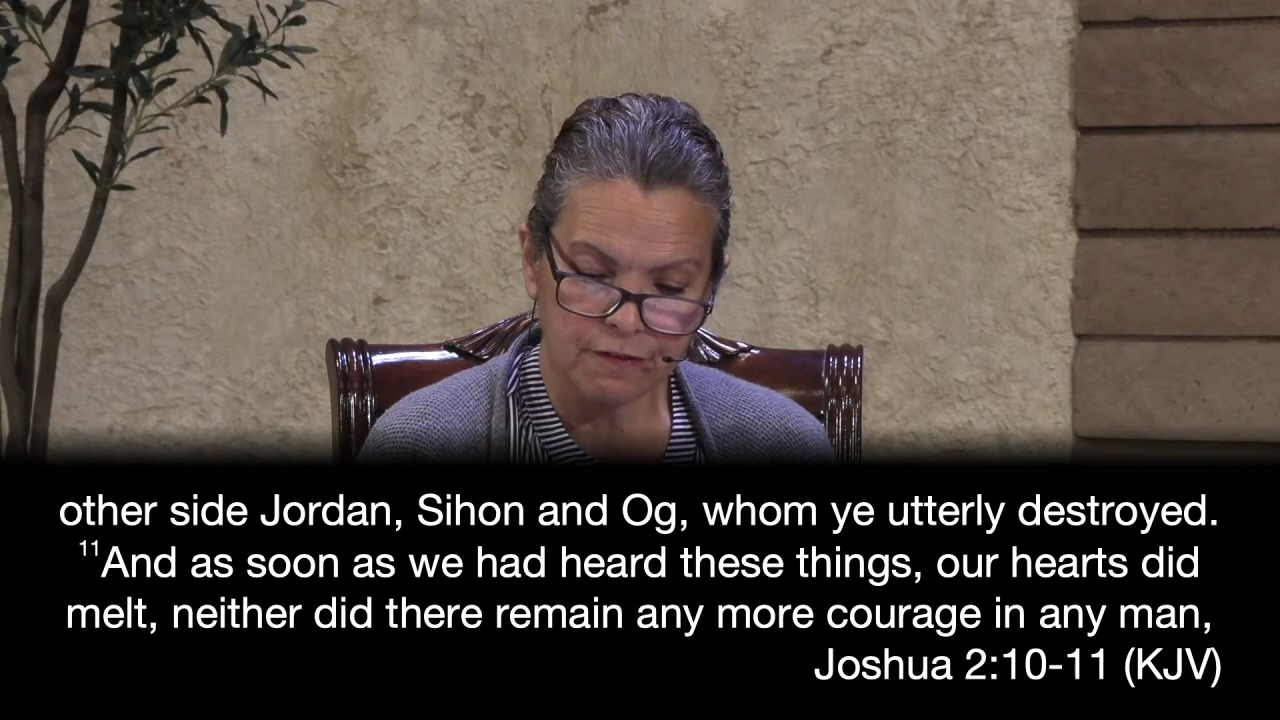 other side Jordan, Sihon and Og, whom ye utterly destroyed.
¹¹And as soon as we had heard these things, our hearts did
melt, neither did there remain any more courage in any man,
Joshua 2:10-11 (KJV)